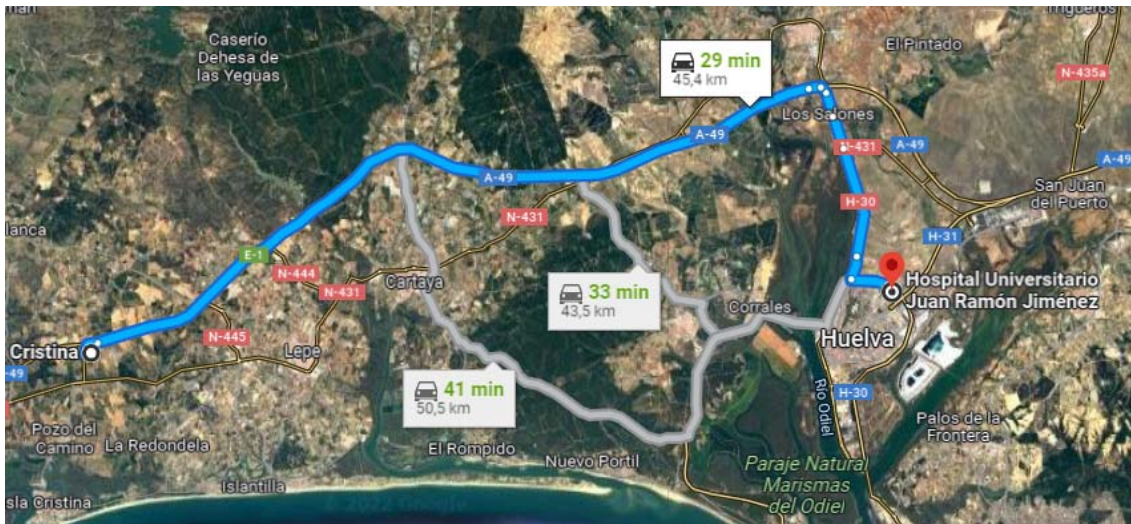 Caserío
Dehesa de
las Yeguas
29 min
45,4 km
El Pintado
Trigueros
N-435a
Los Salones
A-49
N-431
A-49
A-49
San Juan
del Puerto
A-49
N-431
H-30
H-31
E-1
N-444
N-431
Cartaya
33 min
43,5 km
Corrales
Hospital Universitario
Juan Ramón Jiménez
Huelva
N-445
Cristina
-49
Lepe
41 min
50,5 km
H-30
Río Odiel
Palos de la
Frontera
Pozo del
Camino
La Redondela
El Rompido
Nuevo Portil
Islantilla
Paraje Natural
Marismas
del Odiel
sla Cristina